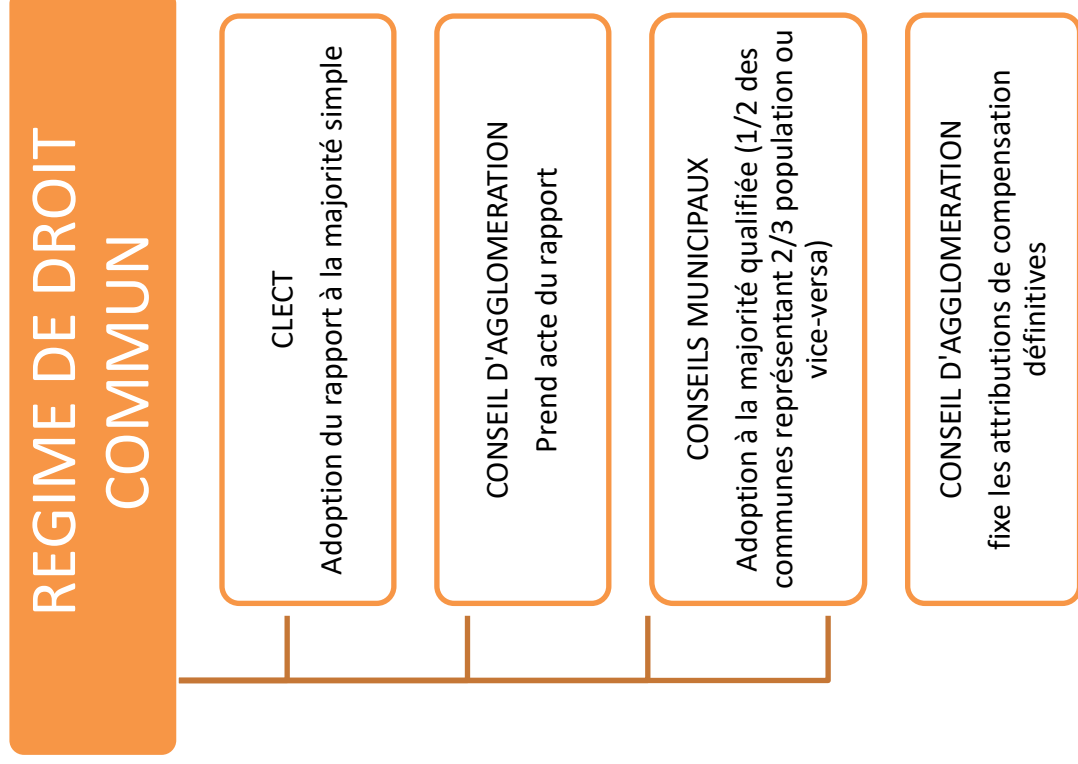 REGIME DE DROIT
COMMUN
CLECT
Adoption du rapport à la majorité simple
CONSEIL D'AGGLOMERATION
Prend acte du rapport
CONSEILS MUNICIPAUX
Adoption à la majorité qualifiée (1/2 des
communes représentant 2/3 population ou
vice-versa)
CONSEIL D'AGGLOMERATION
fixe les attributions de compensation
définitives